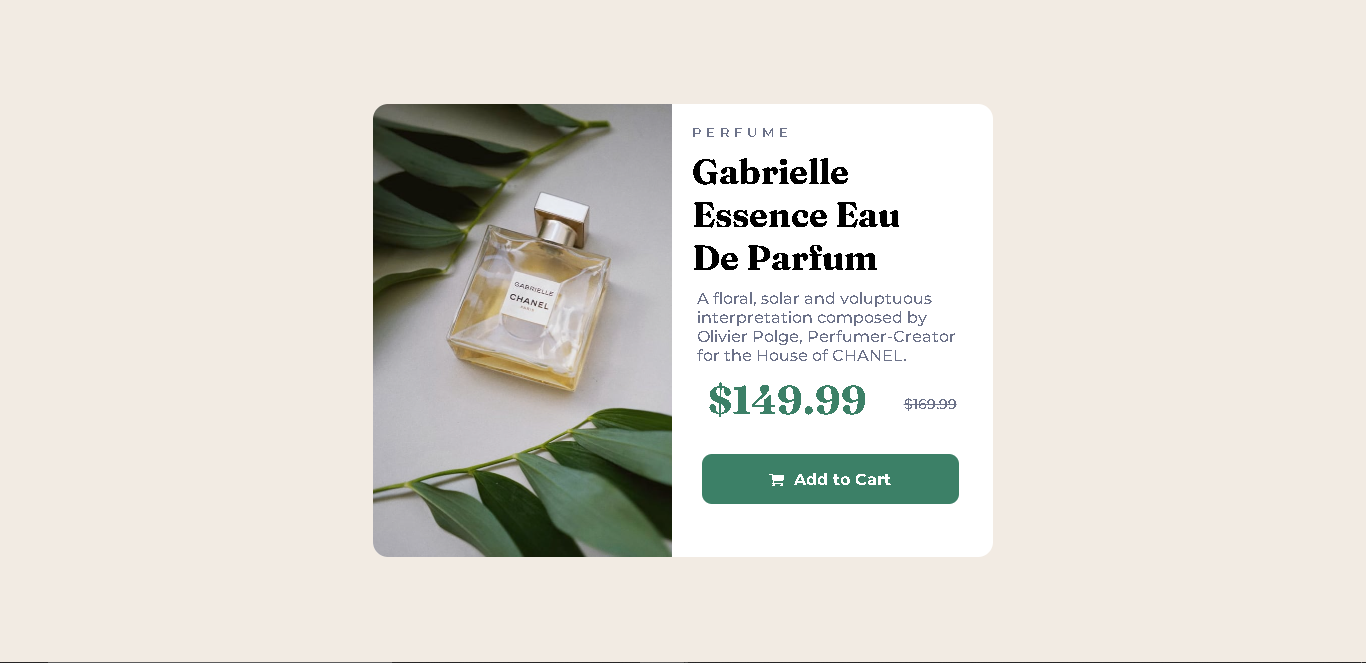 PERFUME
Gabrielle
Essence Eau
De Parfum
A floral, solar and voluptuous
interpretation composed by
Olivier Polge, Perfumer-Creator
for the House of CHANEL.
$149.99 $169.99
Add to Cart
GABRIELLE
CHANEL
PARIS